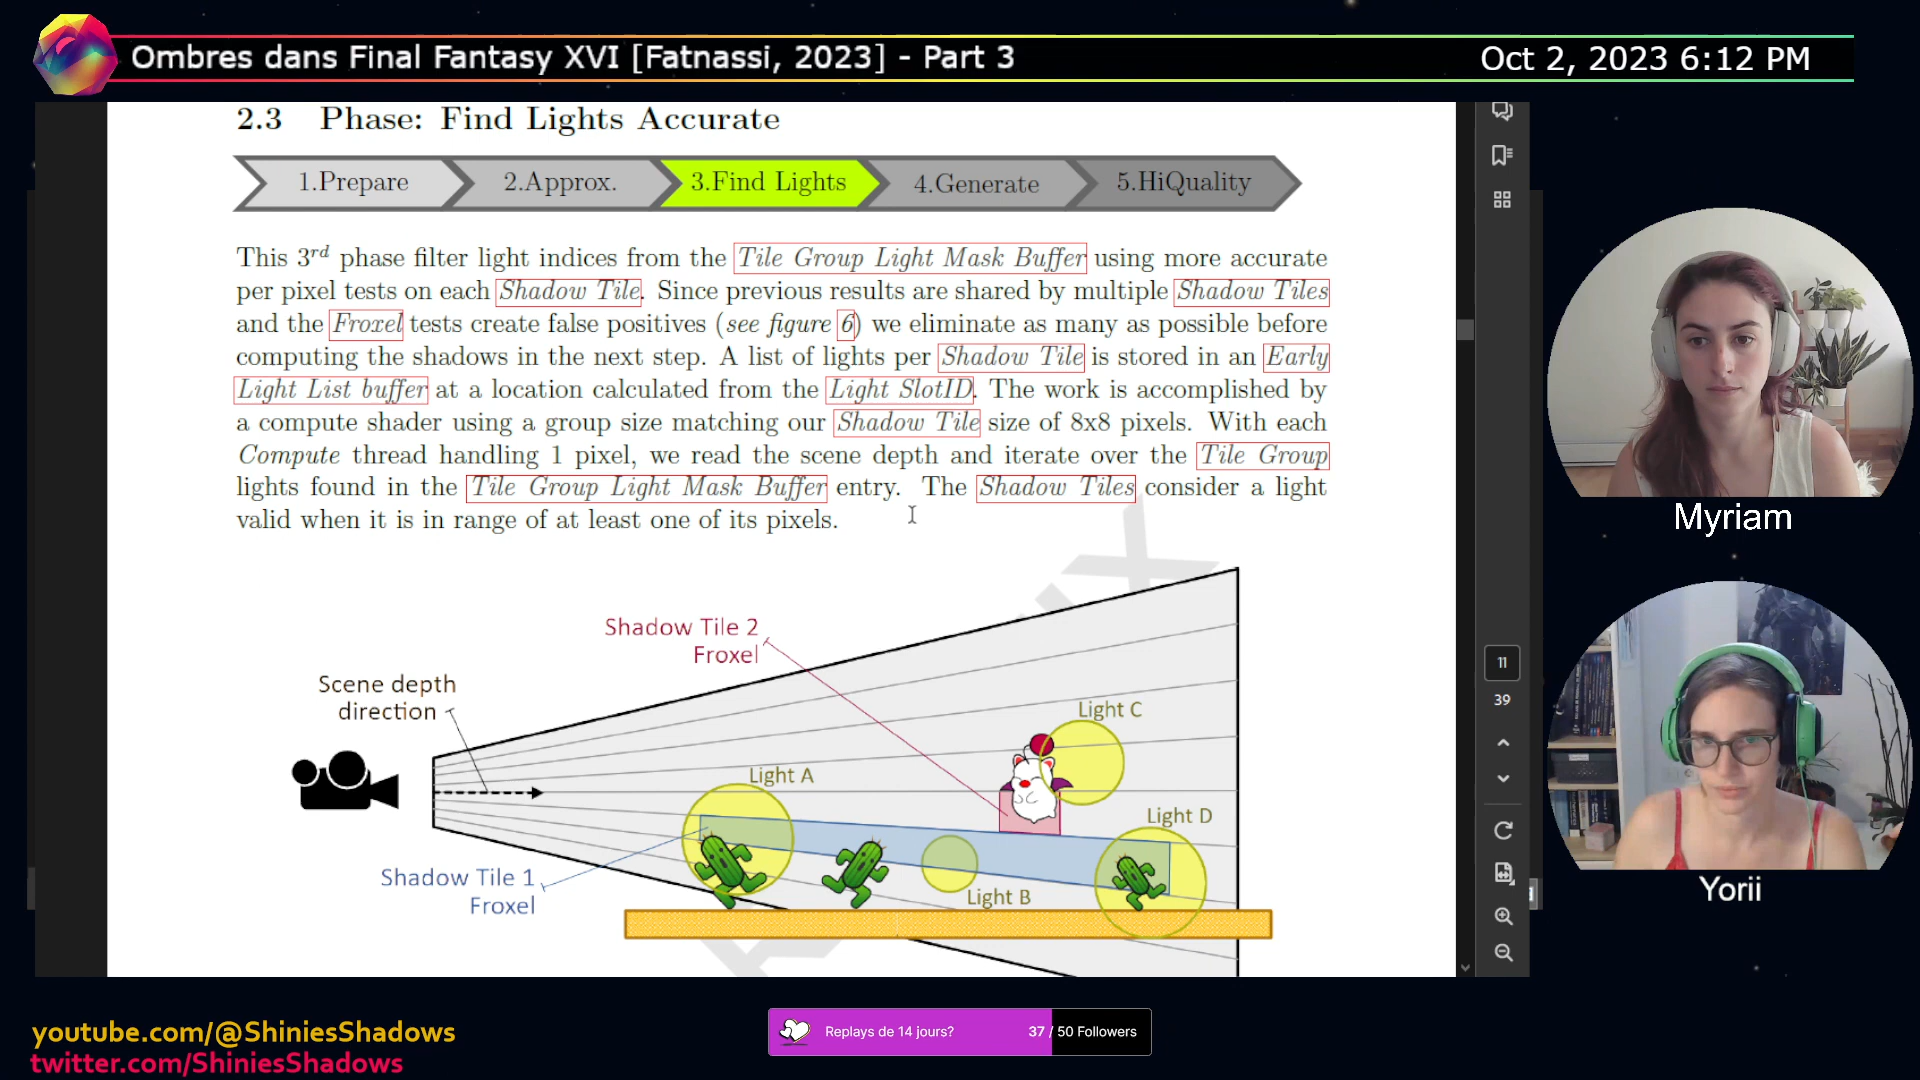 Ombres dans Final Fantasy XVI [Fatnassi, 2023] - Part 3
Oct 2, 2023 6:12 PM
2.3 Phase: Find Lights Accurate
1.Prepare
2.Approx.
3.Find Lights
4.Generate
5.HiQuality
This 3rd phase filter light indices from the Tile Group Light Mask Buffer using more accurate
per pixel tests on each Shadow Tile. Since previous results are shared by multiple Shadow Tiles
and the Froxel tests create false positives (see figure 6) we eliminate as many as possible before
computing the shadows in the next step. A list of lights per Shadow Tile is stored in an Early
Light List buffer at a location calculated from the Light SlotID. The work is accomplished by
a compute shader using a group size matching our Shadow Tile size of 8x8 pixels. With each
Compute thread handling 1 pixel, we read the scene depth and iterate over the Tile Group
lights found in the Tile Group Light Mask Buffer entry. The Shadow Tiles consider a light
valid when it is in range of at least one of its pixels.
Shadow Tile 2
Froxel
Scene depth
direction
Light C
Light A
Light D
Shadow Tile 1
Froxel
Light B
11
39
Myriam
Yorii
youtube.com/@ShiniesShadows
twitter.com/ShiniesShadows
Replays de 14 jours?
37 / 50 Followers